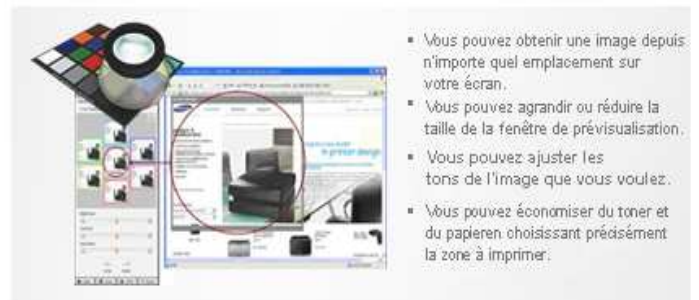 ▪ Vous pouvez obtenir une image depuis
n'importe quel emplacement sur
votre écran.
▪ Vous pouvez agrandir ou réduire la
taille de la fenêtre de prévisualisation.
▪ Vous pouvez ajuster les
tons de l'image que vous voulez.
▪ Vous pouvez économiser du toner et
du papieren choisissant précisément
la zone à imprimer.